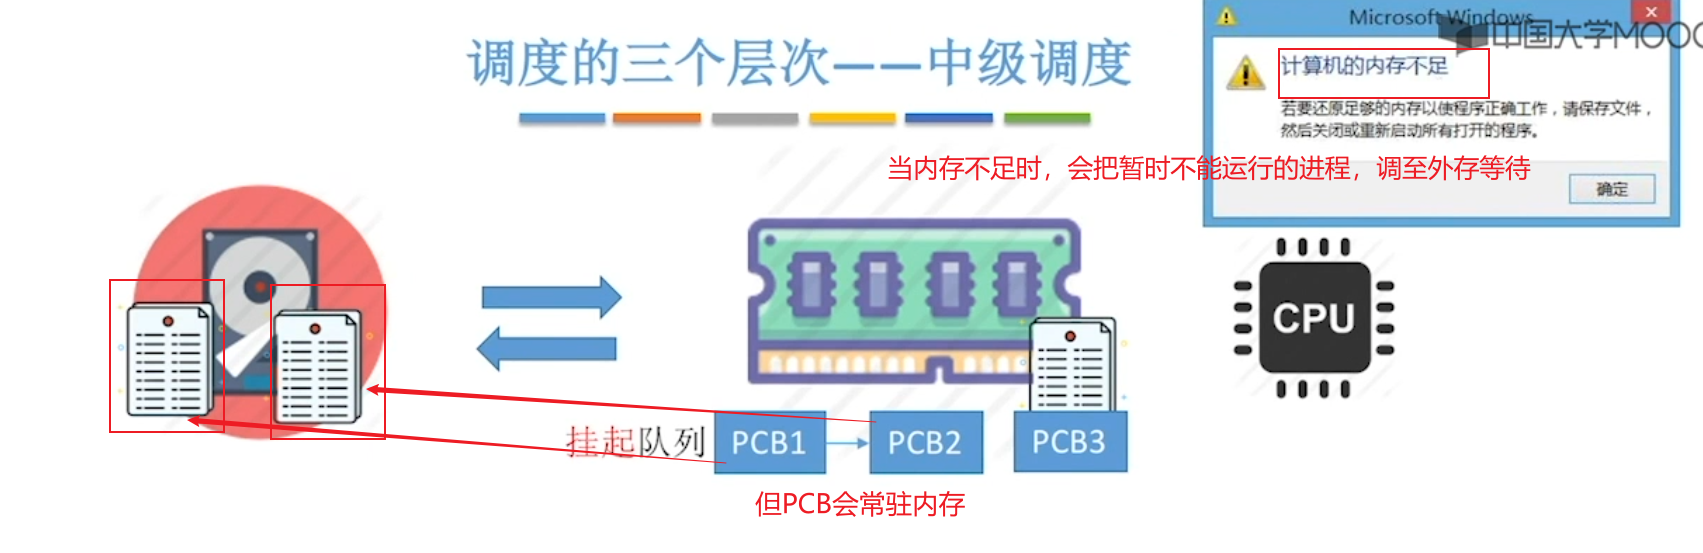 调度的三个层次——中级调度
Microsoft Windows
中国大学MOOC
计算机的内存不足
若要还原足够的内存以使程序正确工作，请保存文件，
然后关闭或重新启动所有打开的程序。
确定
当内存不足时，会把暂时不能运行的进程，调至外存等待
CPU
挂起队列
PCB1
PCB2
PCB3
但PCB会常驻内存